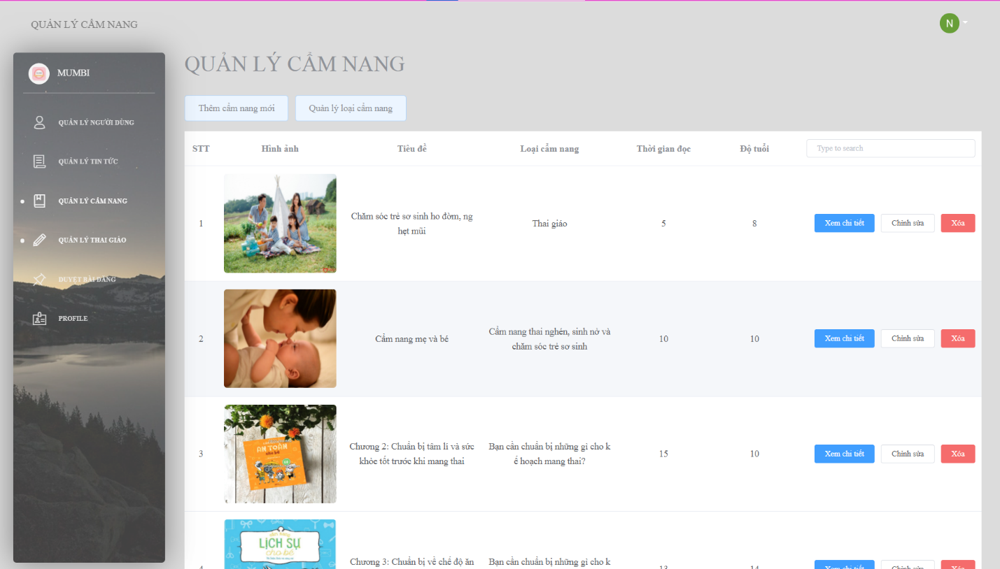 QUẢN LÝ CẨM NANG
N
MUMBI
QUẢN LÝ NGƯỜI DÙNG
QUẢN LÝ TIN TỨC
QUẢN LÝ CẨM NANG
QUẢN LÝ THAI GIÁO
DUYỆT BÀI ĐĂNG
PROFILE
QUẢN LÝ CẨM NANG
Thêm cẩm nang mới
Quản lý loại cẩm nang
STT Hình ảnh Tiêu đề Loại cẩm nang Thời gian đọc Độ tuổi Type to search
1
Chăm sóc trẻ sơ sinh ho đờm, ng
hẹt mũi
Thai giáo
5
8
Xem chi tiết
Chỉnh sửa
Xóa
2
Cẩm nang mẹ và bé
Cẩm nang thai nghén, sinh nở và
chăm sóc trẻ sơ sinh
10
10
Xem chi tiết
Chỉnh sửa
Xóa
3
AN TOÀN
cho bé
Chương 2: Chuẩn bị tâm lí và sức
khỏe tốt trước khi mang thai
Bạn cần chuẩn bị những gì cho k
ế hoạch mang thai?
15
10
Xem chi tiết
Chỉnh sửa
Xóa
4
LỊCH SỰ
cho bé
Chương 3: Chuẩn bị về chế độ ăn
Bạn cần chuẩn bị những gì cho k
13
14
Xem chi tiết
Chỉnh sửa
Xóa